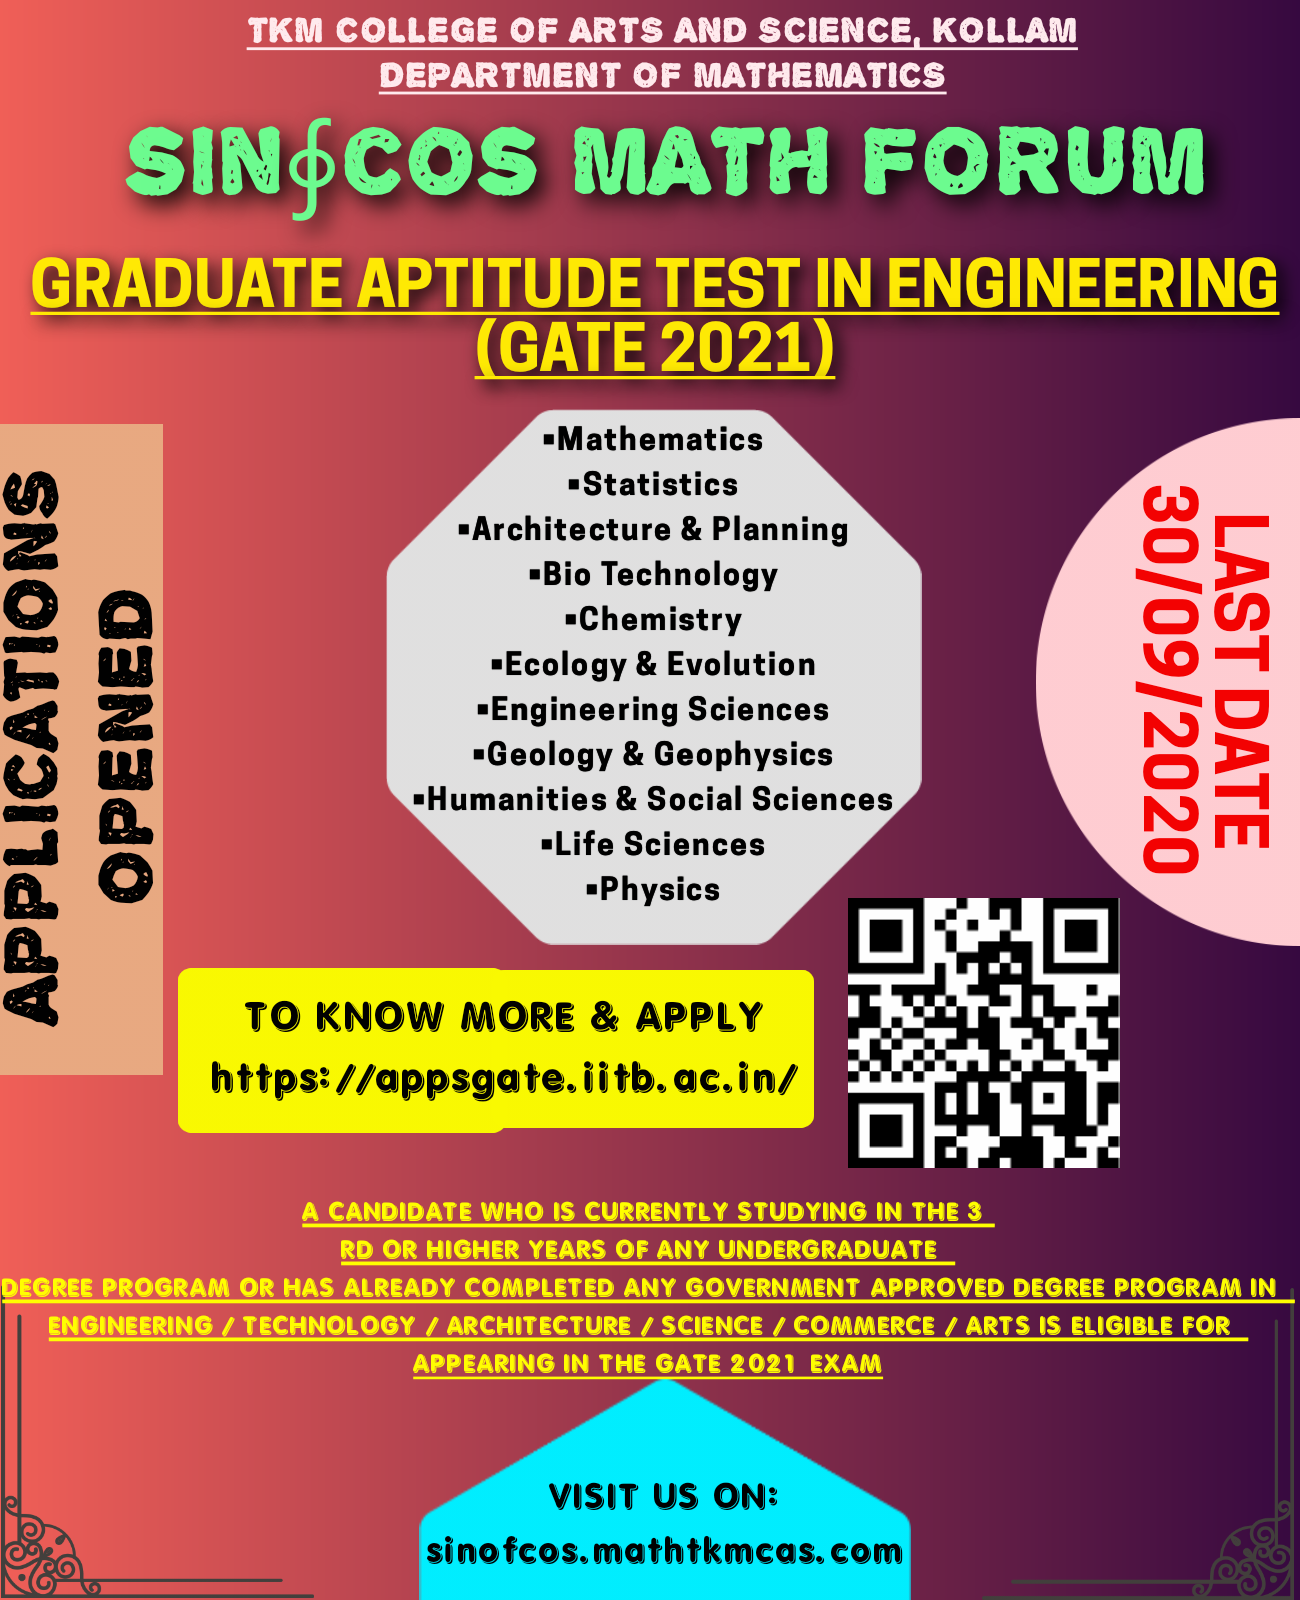 TKM COLLEGE OF ARTS AND SCIENCE, KOLLAM
DEPARTMENT OF MATHEMATICS
SIN∮COS MATH FORUM
GRADUATE APTITUDE TEST IN ENGINEERING
(GATE 2021)
APPLICATIONS
OPENED
▪Mathematics
▪Statistics
▪Architecture & Planning
▪Bio Technology
▪Chemistry
▪Ecology & Evolution
▪Engineering Sciences
▪Geology & Geophysics
▪Humanities & Social Sciences
▪Life Sciences
▪Physics
LAST DATE
30/09/2020
TO KNOW MORE & APPLY
https://appsgate.iitb.ac.in/
A CANDIDATE WHO IS CURRENTLY STUDYING IN THE 3
RD OR HIGHER YEARS OF ANY UNDERGRADUATE
DEGREE PROGRAM OR HAS ALREADY COMPLETED ANY GOVERNMENT APPROVED DEGREE PROGRAM IN
ENGINEERING / TECHNOLOGY / ARCHITECTURE / SCIENCE / COMMERCE / ARTS IS ELIGIBLE FOR
APPEARING IN THE GATE 2021 EXAM
VISIT US ON:
sinofcos.mathtkmcas.com